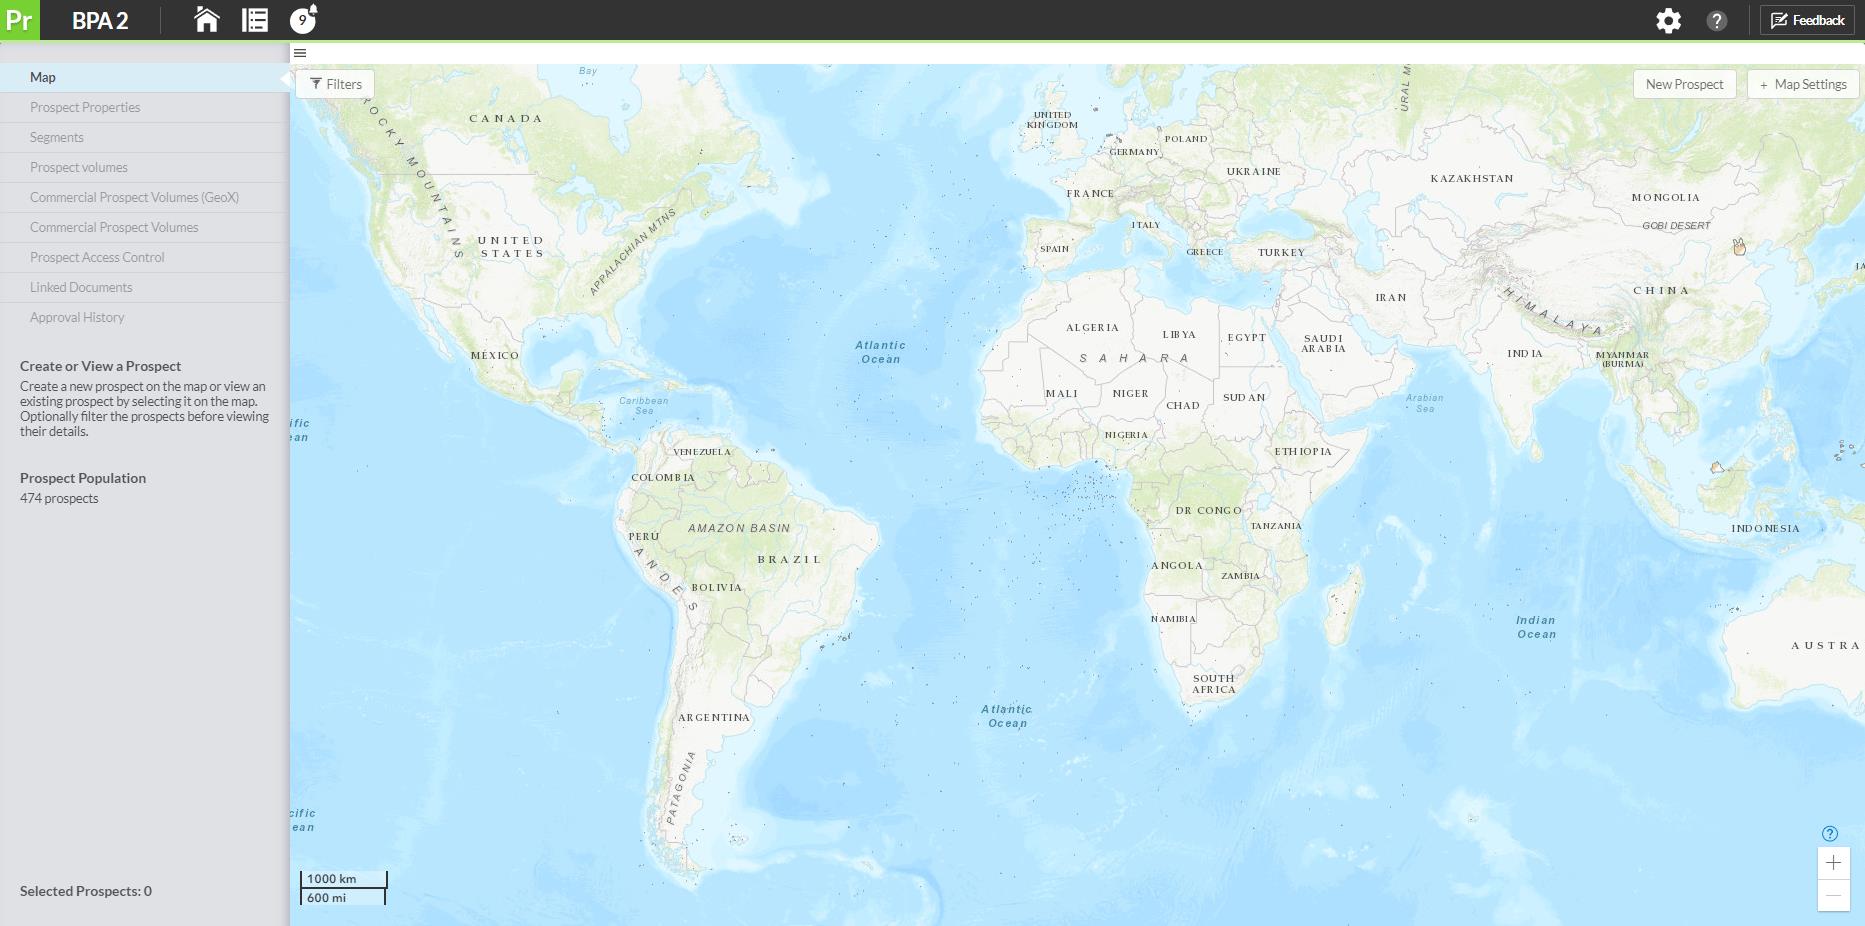 Pr
BPA 2
9
?
Feedback
Map
Prospect Properties
Segments
Prospect volumes
Commercial Prospect Volumes (GeoX)
Commercial Prospect Volumes
Prospect Access Control
Linked Documents
Approval History
Create or View a Prospect
Create a new prospect on the map or view an
existing prospect by selecting it on the map.
Optionally filter the prospects before viewing
their details.
Prospect Population
474 prospects
Selected Prospects: 0
Filters
New Prospect
+ Map Settings
Bay
CANADA
ROCKY MOUNTAINS
UNITED
STATES
APPALACHIAN MTNS
MÉXICO
Atlantic
Ocean
Caribbean
Sea
ific
ean
VENEZUELA
COLOMBIA
AMAZON BASIN
PERÚ
BRAZIL
ANDES
BOLIVIA
ARGENTINA
PATAGONIA
cific
ean
UNITED
KINGDOM
POLAND
GERMANY
UKRAINE
FRANCE
ITALY
SPAIN
GREECE
TURKEY
URAL M
KAZAKHSTAN
MONGOLIA
GOBI DESERT
CHINA
JA
IRAN
HIMALAYA
ALGERIA
LIBYA
EGYPT
SAUDI
ARABIA
SAHARA
INDIA
MYANMAR
(BURMA)
MALI
NIGER
CHAD
SUDAN
Arabian
Sea
NIGERIA
ETHIOPIA
DR CONGO
TANZANIA
INDONESIA
ANGOLA
ZAMBIA
NAMIBIA
Indian
Ocean
AUSTRA
SOUTH
AFRICA
Atlantic
Ocean
1000 km
600 mi
?
+
−